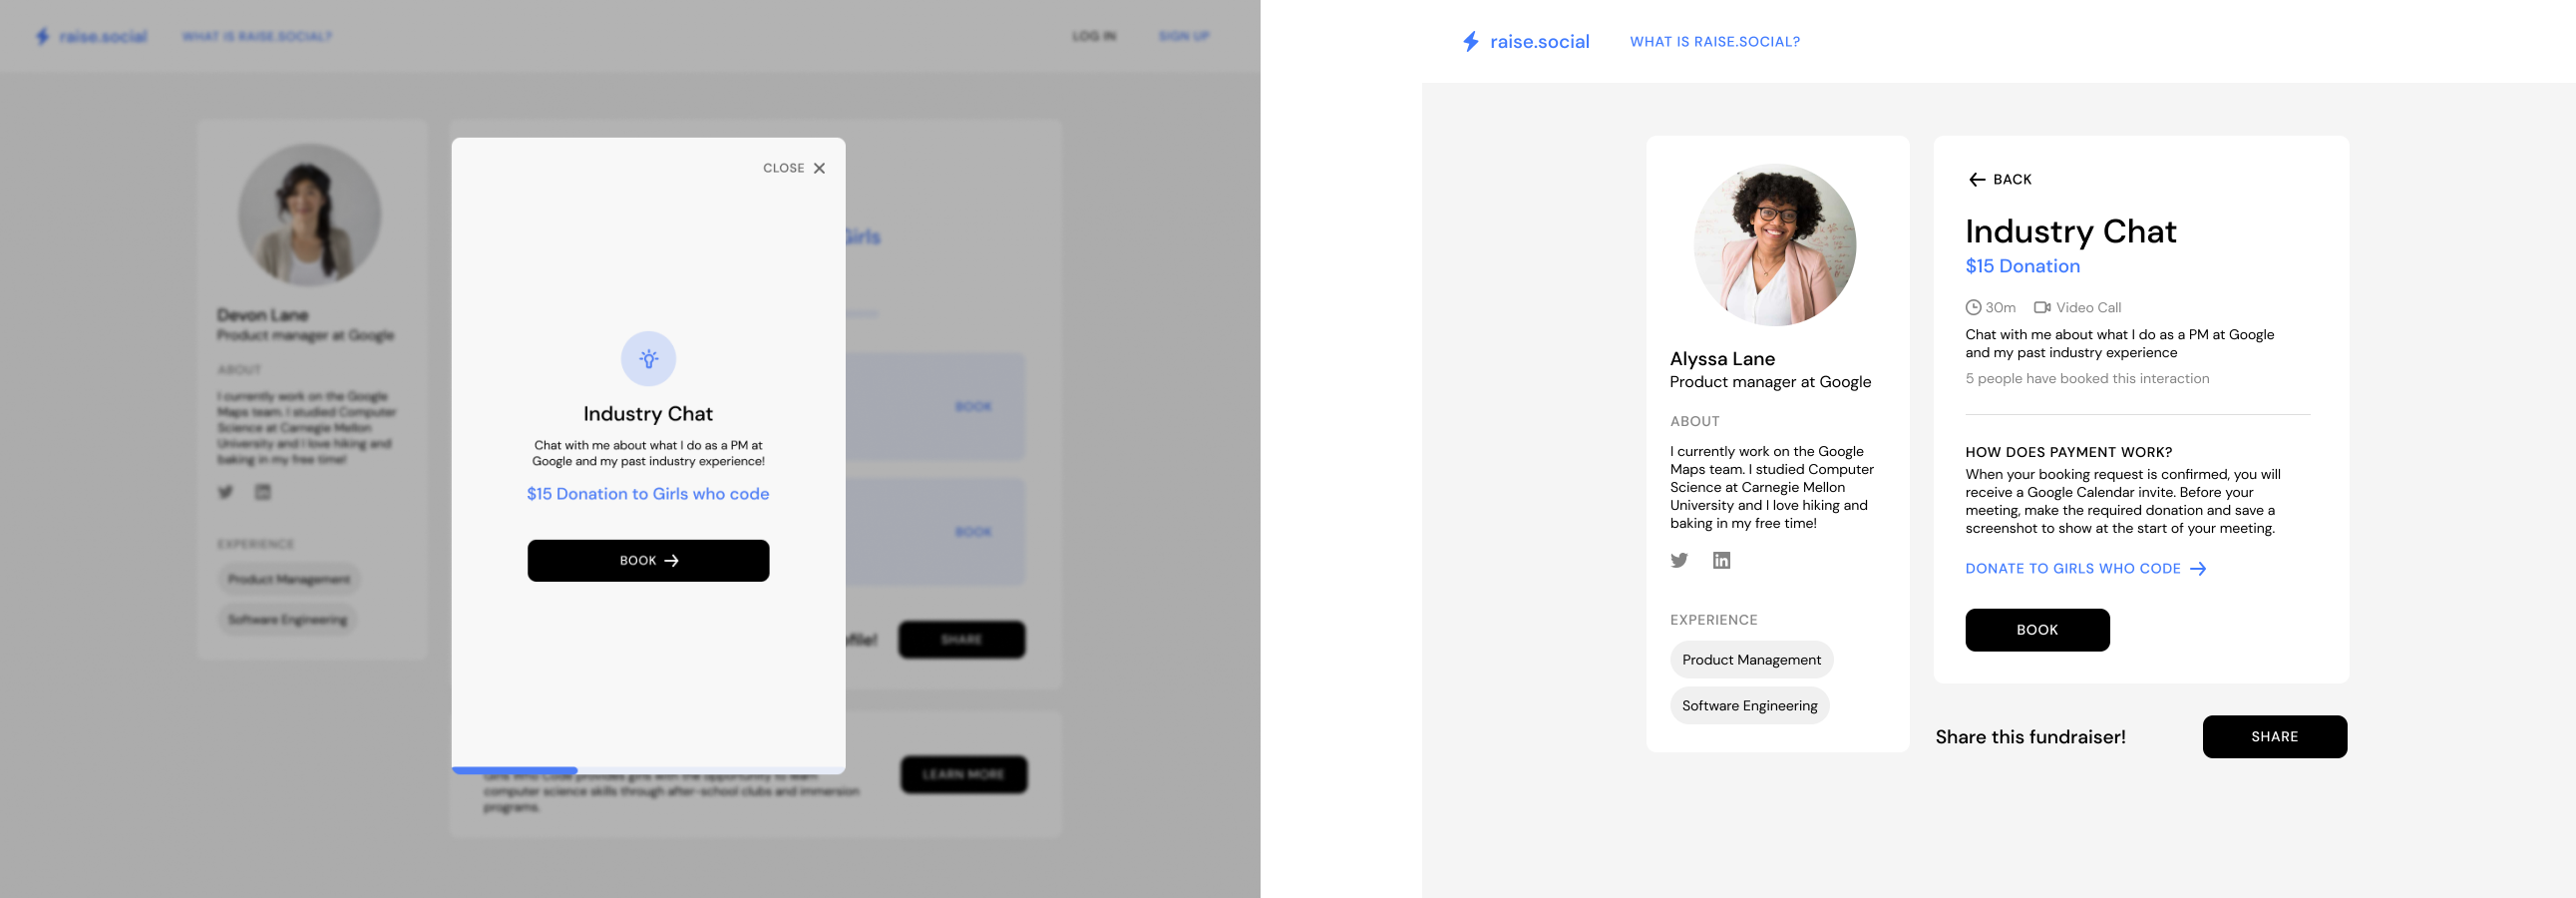 raise.social
WHAT IS RAISE.SOCIAL?
LOG IN
SIGN UP
Devon Lane
Product manager at Google
ABOUT
I currently work on the Google
Maps team. I studied Computer
Science at Carnegie Mellon
University and I love hiking and
baking in my free time!
EXPERIENCE
Product Management
Software Engineering
CLOSE
Industry Chat
Chat with me about what I do as a PM at
Google and my past industry experience!
$15 Donation to Girls who code
BOOK
Girls
BOOK
BOOK
SHARE
computer science skills through after-school clubs and immersion
programs.
LEARN MORE
raise.social
WHAT IS RAISE.SOCIAL?
Alyssa Lane
Product manager at Google
ABOUT
I currently work on the Google
Maps team. I studied Computer
Science at Carnegie Mellon
University and I love hiking and
baking in my free time!
EXPERIENCE
Product Management
Software Engineering
BACK
Industry Chat
$15 Donation
30m Video Call
Chat with me about what I do as a PM at Google
and my past industry experience
5 people have booked this interaction
HOW DOES PAYMENT WORK?
When your booking request is confirmed, you will
receive a Google Calendar invite. Before your
meeting, make the required donation and save a
screenshot to show at the start of your meeting.
DONATE TO GIRLS WHO CODE
BOOK
Share this fundraiser!
SHARE